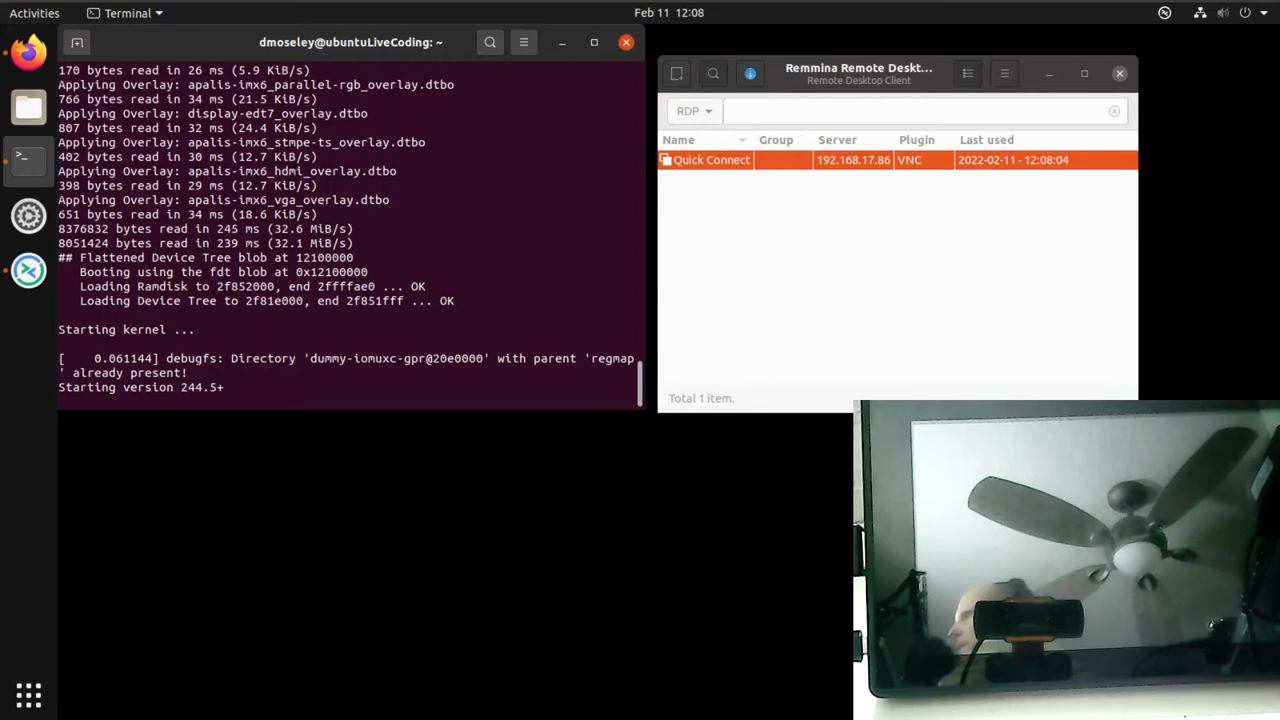 Activities
Terminal
Feb 11 12:08
dmoseley@ubuntuLiveCoding: ~
170 bytes read in 26 ms (5.9 KiB/s)
Applying Overlay: apalis-imx6_parallel-rgb_overlay.dtbo
766 bytes read in 34 ms (21.5 KiB/s)
Applying Overlay: display-edt7_overlay.dtbo
807 bytes read in 32 ms (24.4 KiB/s)
Applying Overlay: apalis-imx6_stmpe-ts_overlay.dtbo
402 bytes read in 30 ms (12.7 KiB/s)
Applying Overlay: apalis-imx6_hdmi_overlay.dtbo
398 bytes read in 29 ms (12.7 KiB/s)
Applying Overlay: apalis-imx6_vga_overlay.dtbo
651 bytes read in 34 ms (18.6 KiB/s)
8376832 bytes read in 245 ms (32.6 MiB/s)
8051424 bytes read in 239 ms (32.1 MiB/s)
## Flattened Device Tree blob at 12100000
Booting using the fdt blob at 0x12100000
Loading Ramdisk to 2f852000, end 2ffffae0 ... OK
Loading Device Tree to 2f81e000, end 2f851fff ... OK
Starting kernel ...
[    0.061144] debugfs: Directory 'dummy-iomuxc-gpr@20e0000' with parent 'regmap
' already present!
Starting version 244.5+
Remmina Remote Deskt...
Remote Desktop Client
RDP
Name Group Server Plugin Last used
Quick Connect 192.168.17.86 VNC 2022-02-11 - 12:08:04
Total 1 item.